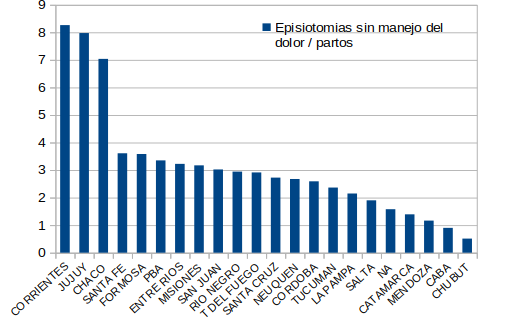 9
8
7
6
5
4
3
2
1
0
Episiotomias sin manejo del
dolor / partos
CORRIENTES
JUJUY
CHACO
SANTA FE
FORMOSA
PBA
ENTRE RIOS
MISIONES
SAN JUAN
RIO NEGRO
T DEL FUEGO
SANTA CRUZ
NEUQUEN
CORDOBA
TUCUMAN
LA PAMPA
SALTA
NA
CATAMARCA
MENDOZA
CABA
CHUBUT